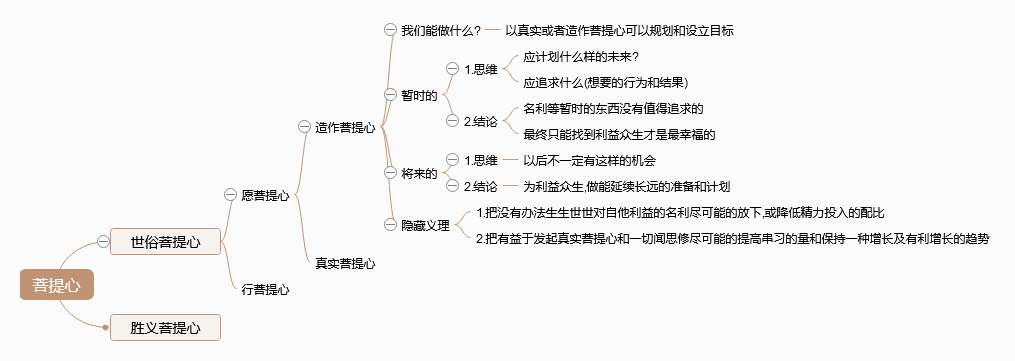 菩提心
世俗菩提心
愿菩提心
造作菩提心
我们能做什么?
以真实或者造作菩提心可以规划和设立目标
暂时的
1.思维
应计划什么样的未来?
应追求什么(想要的行为和结果)
2.结论
名利等暂时的东西没有值得追求的
最终只能找到利益众生才是最幸福的
将来的
1.思维
以后不一定有这样的机会
2.结论
为利益众生,做能延续长远的准备和计划
隐藏义理
1.把没有办法生生世世对自他利益的名利尽可能的放下,或降低精力投入的配比
2.把有益于发起真实菩提心和一切闻思修尽可能的提高串习的量和保持一种增长及有利增长的趋势
真实菩提心
行菩提心
胜义菩提心